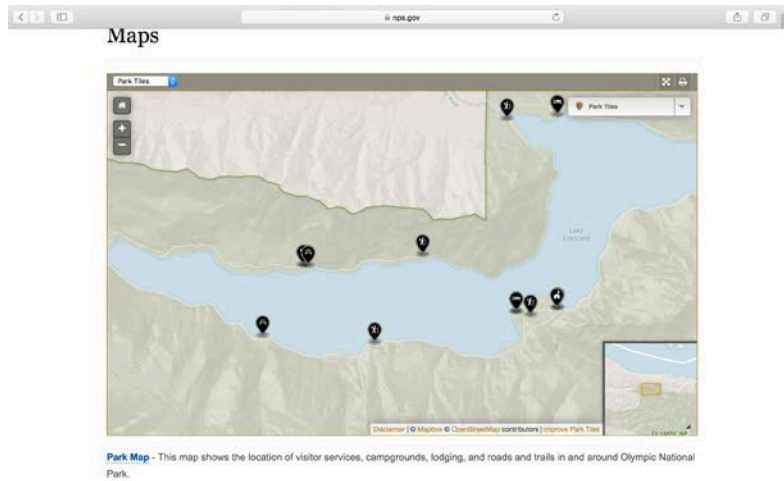 nps.gov
Maps
Park Tiles
Park Tiles
Lake
Crescent
OLYMPIC NP
Disclaimer | © Mapbox © OpenStreetMap contributors | Improve Park Tiles
Park Map - This map shows the location of visitor services, campgrounds, lodging, and roads and trails in and around Olympic National
Park.